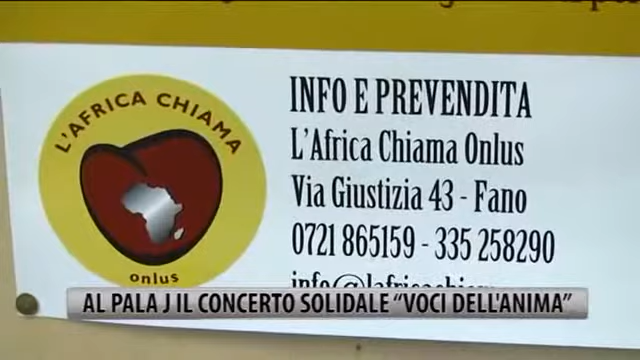 L'AFRICA CHIAMA
onlus
INFO E PREVENDITA
L'Africa Chiama Onlus
Via Giustizia 43 - Fano
0721 865159 - 335 258290
AL PALA J IL CONCERTO SOLIDALE “VOCI DELL'ANIMA”